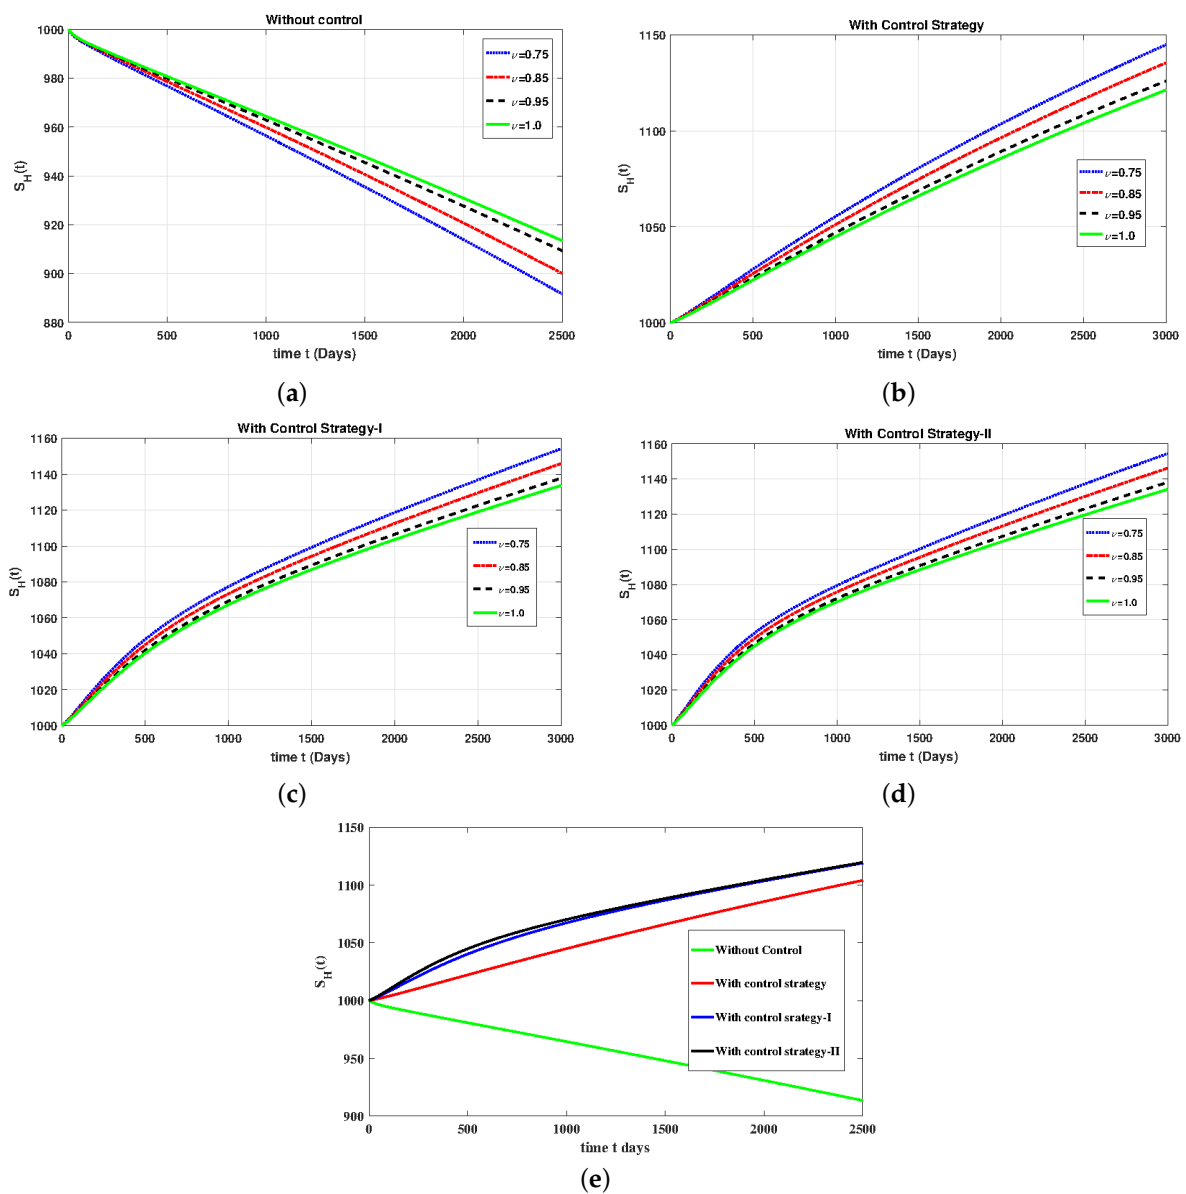 Without control
1000
980
960
940
920
900
880
S_H(t)
ν=0.75
ν=0.85
ν=0.95
ν=1.0
0 500 1000 1500 2000 2500
time t (Days)
(a)
With Control Strategy
1150
1100
1050
1000
S_H(t)
ν=0.75
ν=0.85
ν=0.95
ν=1.0
0 500 1000 1500 2000 2500 3000
time t (Days)
(b)
With Control Strategy-I
1160
1140
1120
1100
1080
1060
1040
1020
1000
S_H(t)
ν=0.75
ν=0.85
ν=0.95
ν=1.0
0 500 1000 1500 2000 2500 3000
time t (Days)
(c)
With Control Strategy-II
1160
1140
1120
1100
1080
1060
1040
1020
1000
S_H(t)
ν=0.75
ν=0.85
ν=0.95
ν=1.0
0 500 1000 1500 2000 2500 3000
time t (Days)
(d)
1150
1100
1050
1000
950
900
S_H(t)
Without Control
With control strategy
With control srategy-I
With control strategy-II
0 500 1000 1500 2000 2500
time t days
(e)